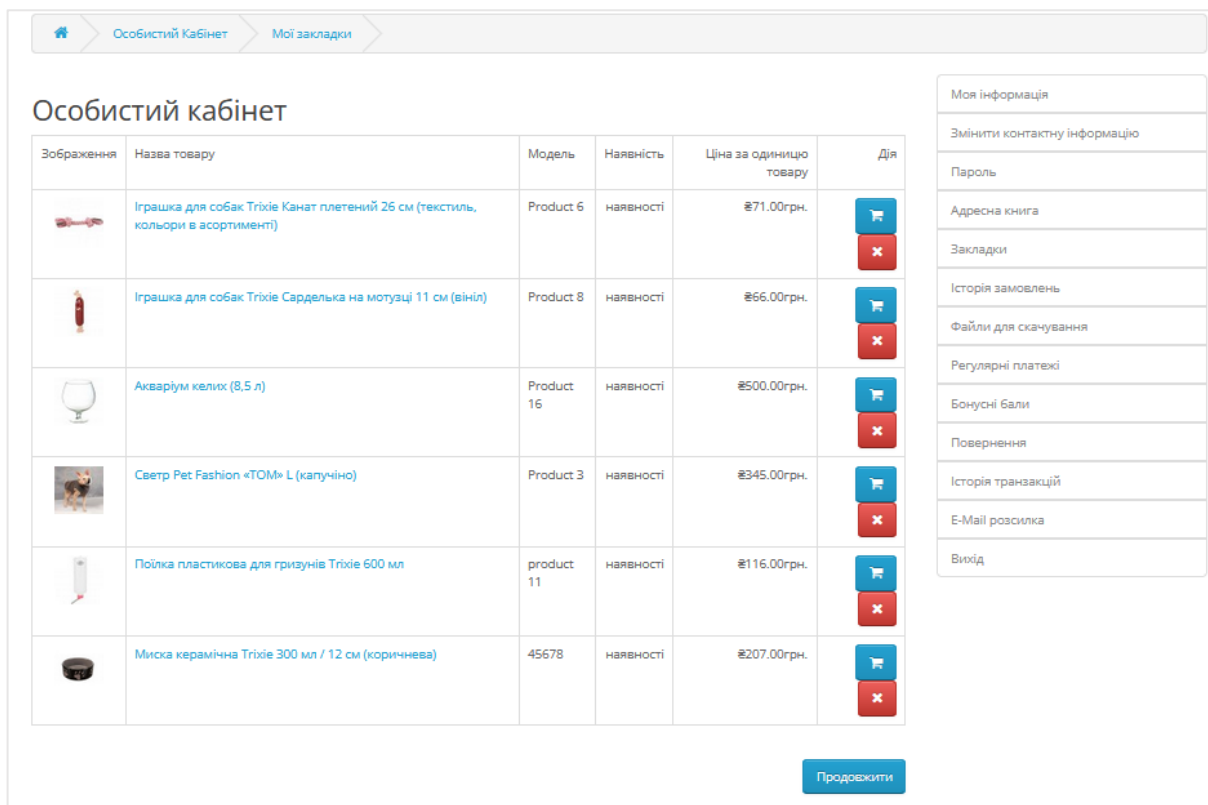 Особистий Кабінет Мої закладки
Особистий кабінет
Зображення Назва товару Модель Наявність Ціна за одиницю Дія
товару
Іграшка для собак Trixie Канат плетений 26 см (текстиль, Product 6 наявності ₴71.00грн.
кольори в асортименті)
Іграшка для собак Trixie Сарделька на мотузці 11 см (вініл) Product 8 наявності ₴66.00грн.
Акваріум келих (8,5 л) Product наявності ₴500.00грн.
16
Светр Pet Fashion «ТОМ» L (капучіно) Product 3 наявності ₴345.00грн.
Поїлка пластикова для гризунів Trixie 600 мл product наявності ₴116.00грн.
11
Миска керамічна Trixie 300 мл / 12 см (коричнева) 45678 наявності ₴207.00грн.
Продовжити
Моя інформація
Змінити контактну інформацію
Пароль
Адресна книга
Закладки
Історія замовлень
Файли для скачування
Регулярні платежі
Бонусні бали
Повернення
Історія транзакцій
E-Mail розсилка
Вихід